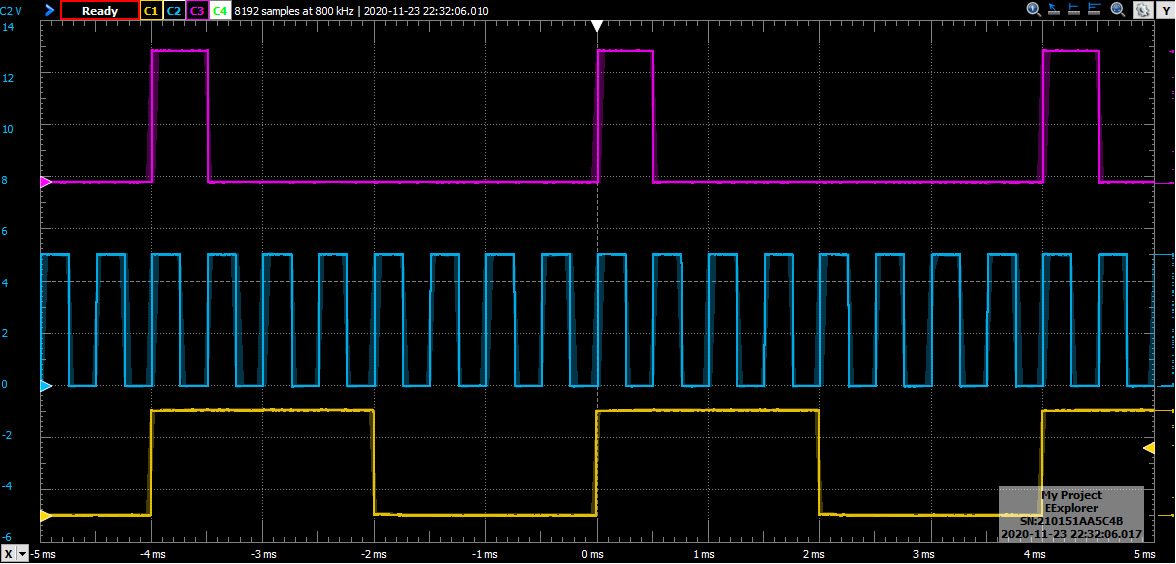 C2 V Ready C1 C2 C3 C4 8192 samples at 800 kHz | 2020-11-23 22:32:06.010 Y
14
12
10
8
6
4
2
0
-2
-4
-6
My Project
EExplorer
SN:210151AA5C4B
2020-11-23 22:32:06.017
X -5 ms -4 ms -3 ms -2 ms -1 ms 0 ms 1 ms 2 ms 3 ms 4 ms 5 ms